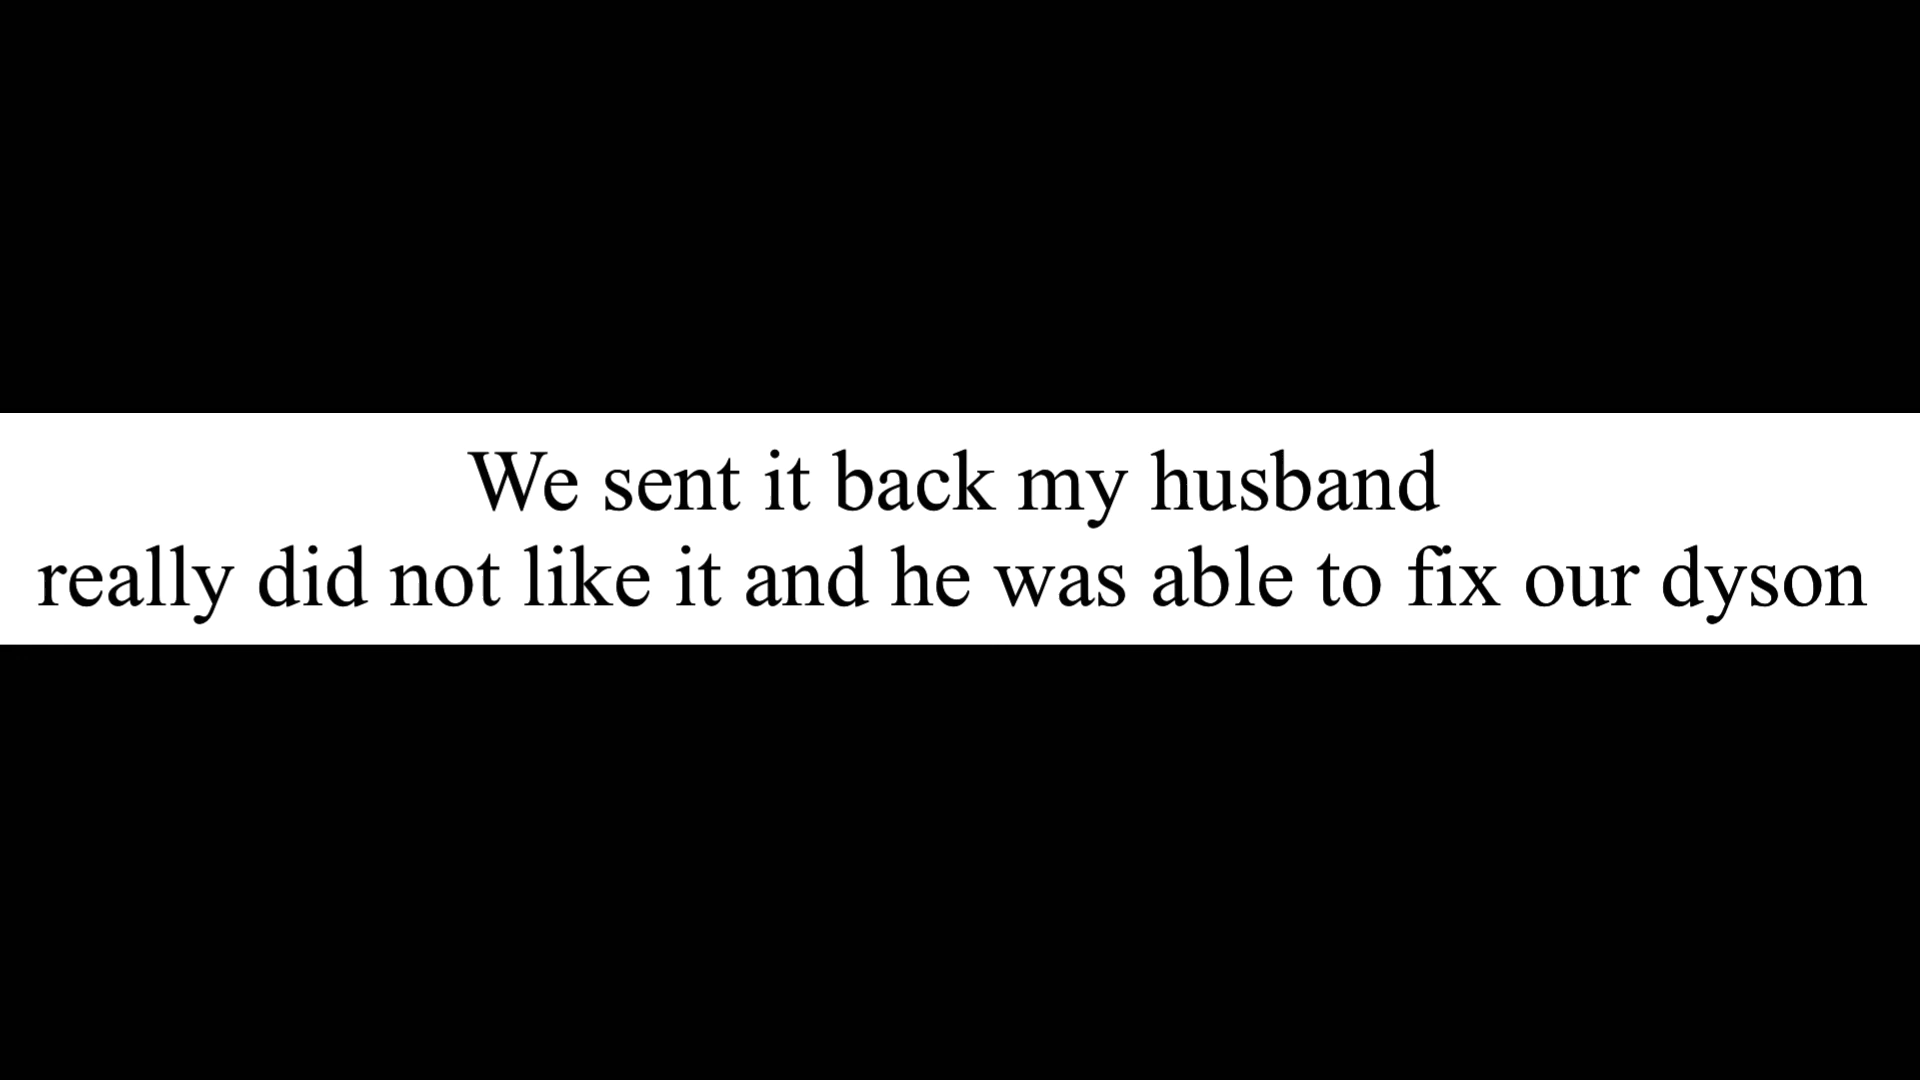 We sent it back my husband
really did not like it and he was able to fix our dyson